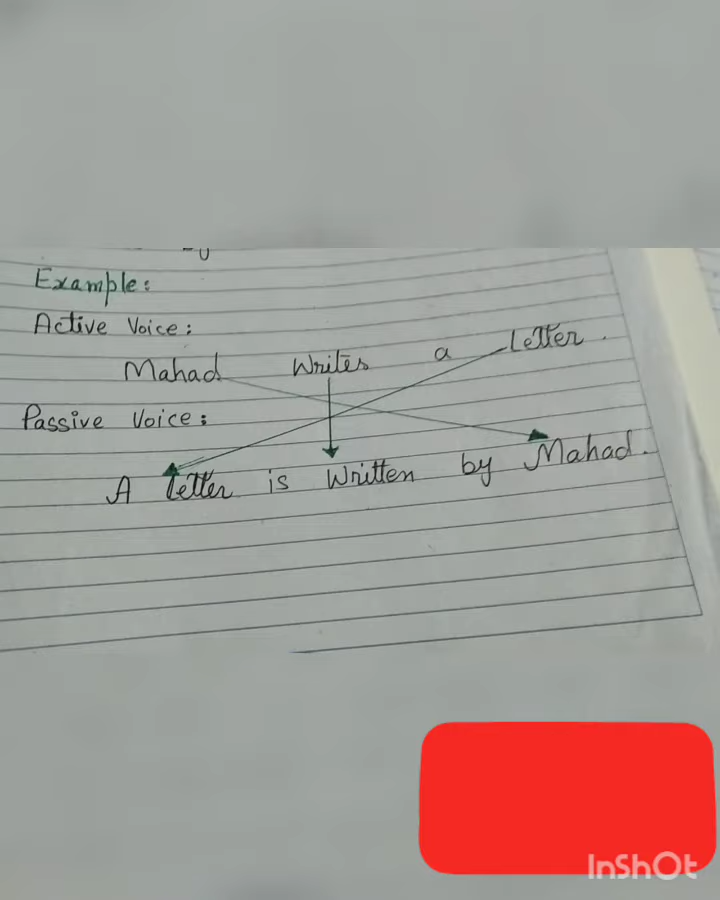 Example:
Active Voice:
Mahad Writes a Letter.
Passive Voice:
A Letter is Written by Mahad.
InShOt